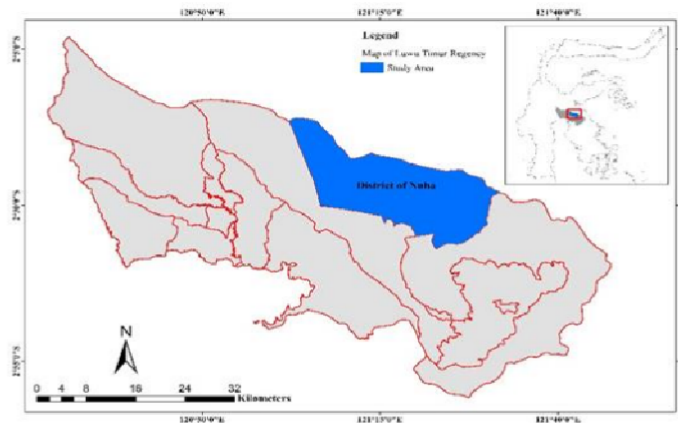 120°50'0"E 121°15'0"E 121°40'0"E
Legend
Map of Luwu Timur Regency
Study Area
District of Nuha
N
0 2 4 8 16 24 32
Kilometers
120°50'0"E 121°15'0"E 121°40'0"E